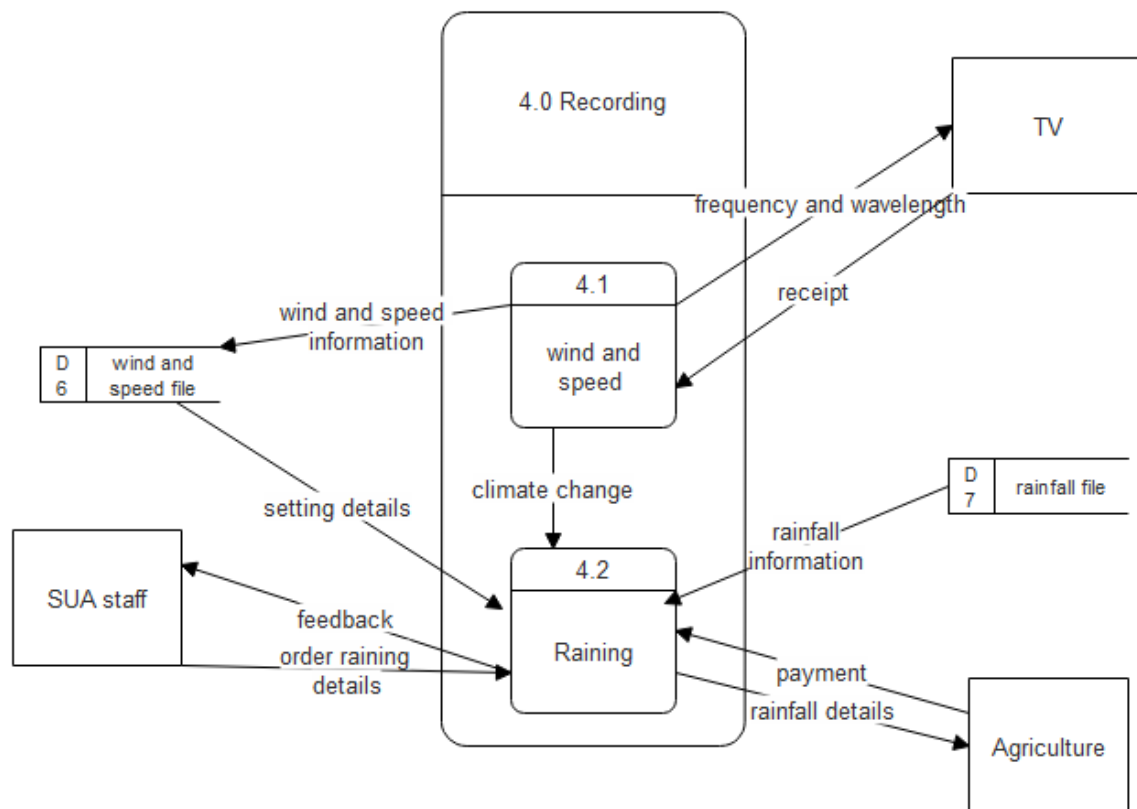 4.0 Recording
TV
frequency and wavelength
4.1
receipt
wind and speed
information
wind and
speed
D
6
wind and
speed file
climate change
D
7
rainfall file
setting details
rainfall
information
4.2
SUA staff
feedback
Raining
order raining
details
payment
rainfall details
Agriculture